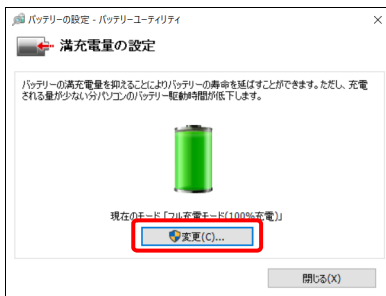 バッテリーの設定 - バッテリーユーティリティ
満充電量の設定
バッテリーの満充電量を抑えることによりバッテリーの寿命を延ばすことができます。ただし、充電
される量が少ない分パソコンのバッテリー駆動時間が低下します。
現在のモード「フル充電モード(100%充電)」
変更(C)...
閉じる(X)